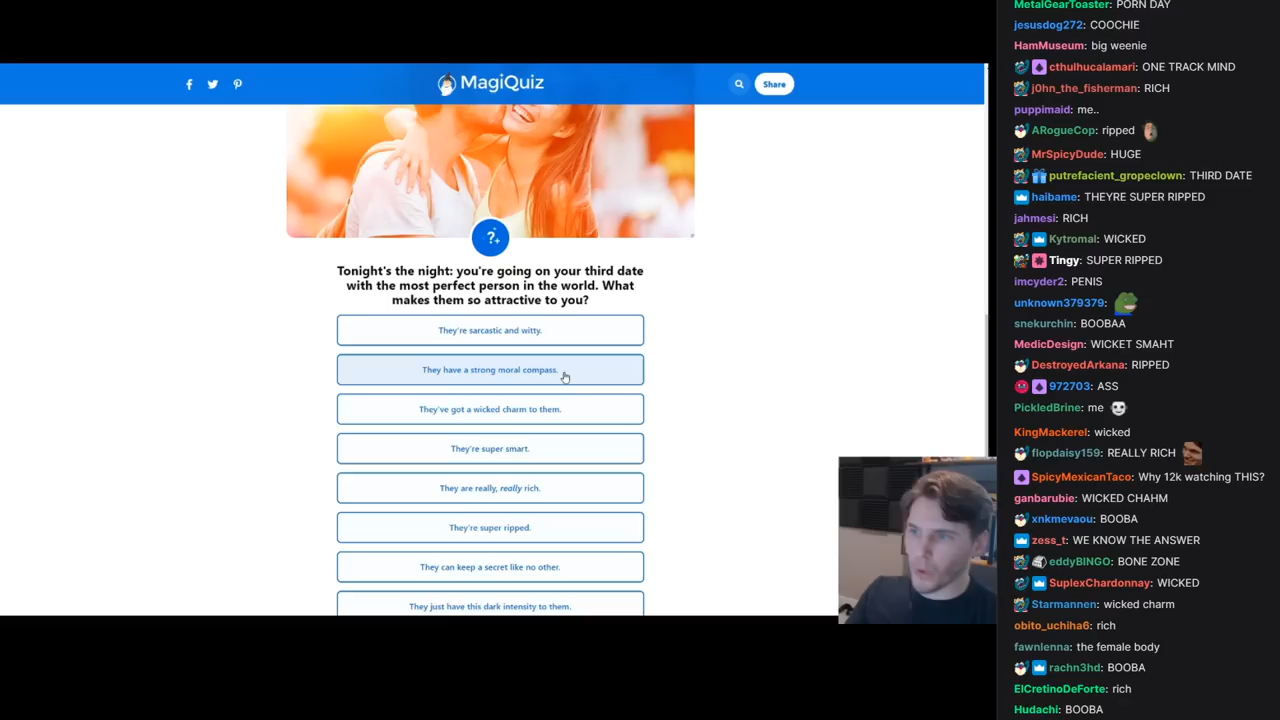 MagiQuiz
Share
Tonight's the night: you're going on your third date
with the most perfect person in the world. What
makes them so attractive to you?
They're sarcastic and witty.
They have a strong moral compass.
They've got a wicked charm to them.
They're super smart.
They are really, really rich.
They're super ripped.
They can keep a secret like no other.
They just have this dark intensity to them.
MetalGearToaster: PORN DAY
jesusdog272: COOCHIE
HamMuseum: big weenie
cthulhucalamari: ONE TRACK MIND
j0hn_the_fisherman: RICH
puppimaid: me..
ARogueCop: ripped
MrSpicyDude: HUGE
putrefacient_gropeclown: THIRD DATE
haibame: THEYRE SUPER RIPPED
jahmesi: RICH
Kytromal: WICKED
Tingy: SUPER RIPPED
imcyder2: PENIS
unknown379379:
snekurchin: BOOBAA
MedicDesign: WICKET SMAHT
DestroyedArkana: RIPPED
972703: ASS
PickledBrine: me
KingMackerel: wicked
flopdaisy159: REALLY RICH
SpicyMexicanTaco: Why 12k watching THIS?
ganbarubie: WICKED CHAHM
xnkmevaou: BOOBA
zess_t: WE KNOW THE ANSWER
eddyBINGO: BONE ZONE
SuplexChardonnay: WICKED
Starmannen: wicked charm
obito_uchiha6: rich
fawnlenna: the female body
rachn3hd: BOOBA
ElCretinoDeForte: rich
Hudachi: BOOBA